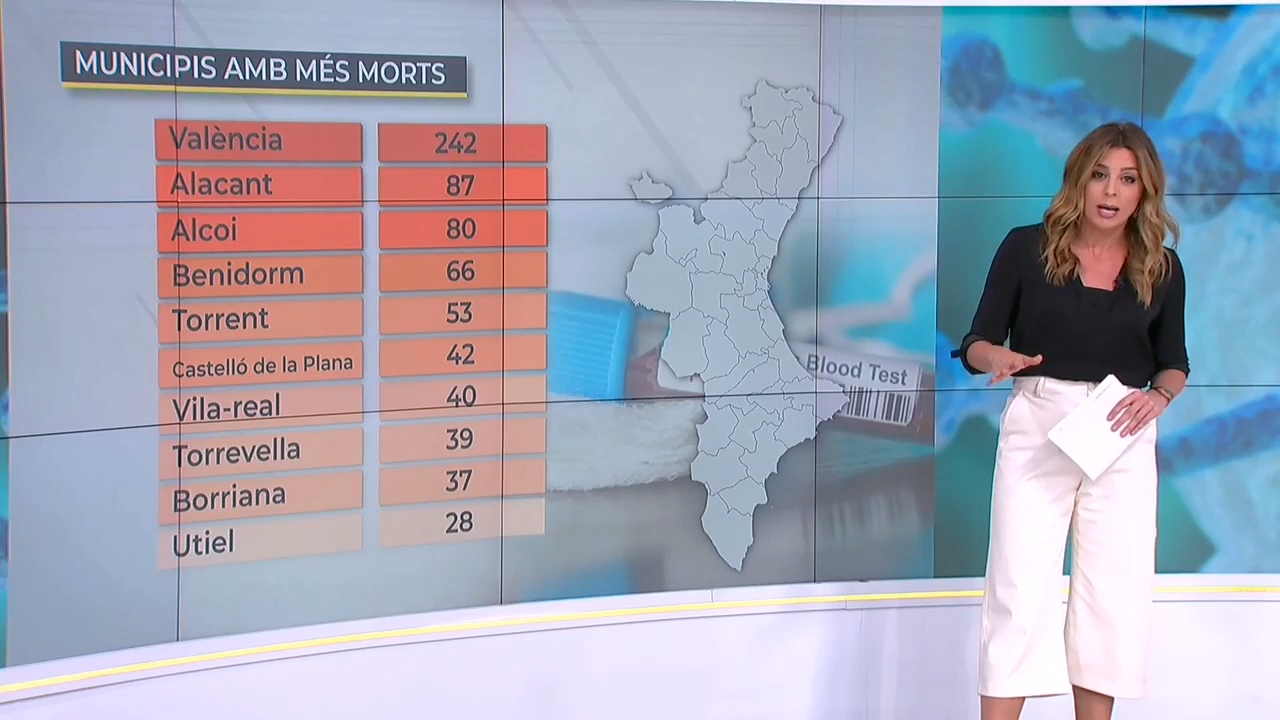 MUNICIPIS AMB MÉS MORTS
València 242
Alacant 87
Alcoi 80
Benidorm 66
Torrent 53
Castelló de la Plana 42
Vila-real 40
Torrevella 39
Borriana 37
Utiel 28
Blood Test